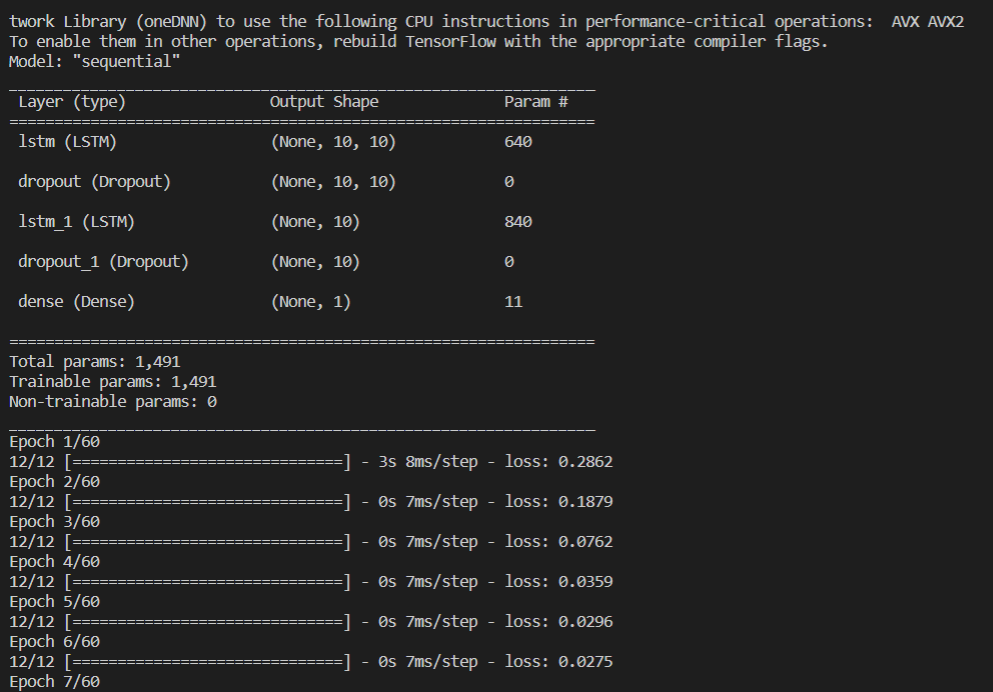 twork Library (oneDNN) to use the following CPU instructions in performance-critical operations:  AVX AVX2
To enable them in other operations, rebuild TensorFlow with the appropriate compiler flags.
Model: "sequential"
_________________________________________________________________
 Layer (type)                Output Shape              Param #
=================================================================
 lstm (LSTM)                 (None, 10, 10)            640
 dropout (Dropout)           (None, 10, 10)            0
 lstm_1 (LSTM)               (None, 10)                840
 dropout_1 (Dropout)         (None, 10)                0
 dense (Dense)               (None, 1)                 11
=================================================================
Total params: 1,491
Trainable params: 1,491
Non-trainable params: 0
_________________________________________________________________
Epoch 1/60
12/12 [==============================] - 3s 8ms/step - loss: 0.2862
Epoch 2/60
12/12 [==============================] - 0s 7ms/step - loss: 0.1879
Epoch 3/60
12/12 [==============================] - 0s 7ms/step - loss: 0.0762
Epoch 4/60
12/12 [==============================] - 0s 7ms/step - loss: 0.0359
Epoch 5/60
12/12 [==============================] - 0s 7ms/step - loss: 0.0296
Epoch 6/60
12/12 [==============================] - 0s 7ms/step - loss: 0.0275
Epoch 7/60